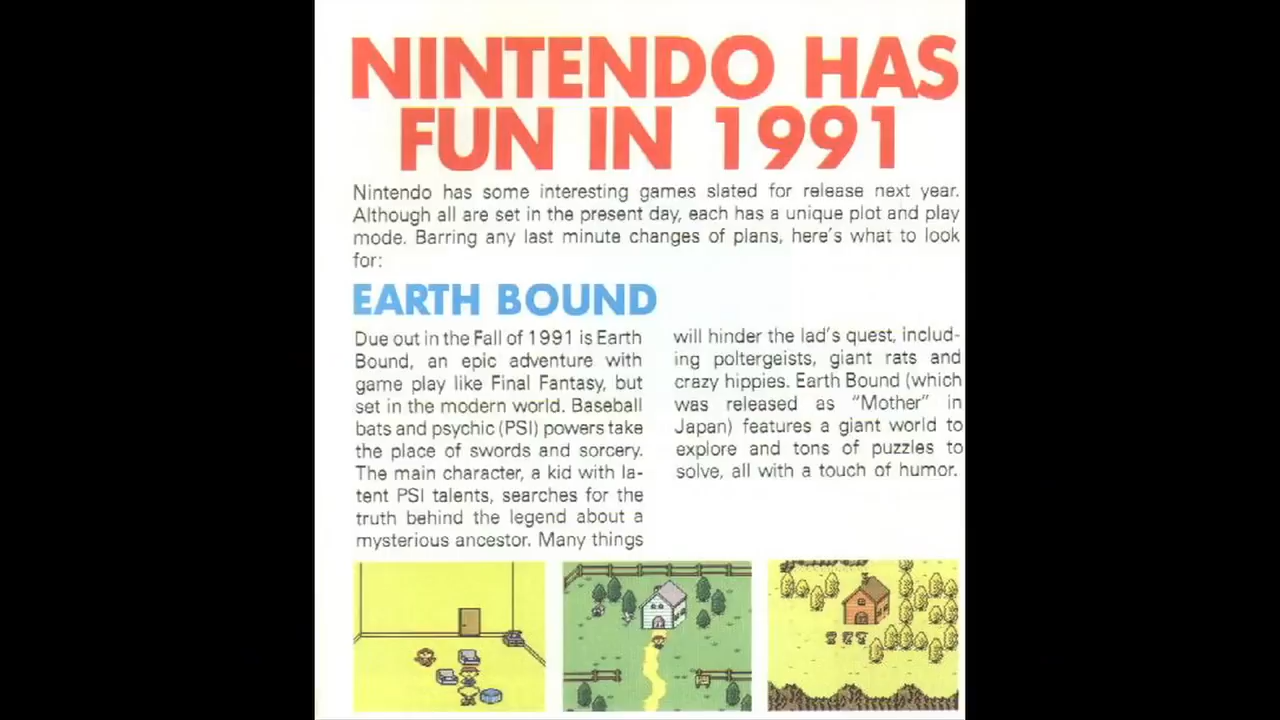 NINTENDO HAS
FUN IN 1991
Nintendo has some interesting games slated for release next year.
Although all are set in the present day, each has a unique plot and play
mode. Barring any last minute changes of plans, here's what to look
for:
EARTH BOUND
Due out in the Fall of 1991 is Earth
Bound, an epic adventure with
game play like Final Fantasy, but
set in the modern world. Baseball
bats and psychic (PSI) powers take
the place of swords and sorcery.
The main character, a kid with la-
tent PSI talents, searches for the
truth behind the legend about a
mysterious ancestor. Many things
will hinder the lad's quest, includ-
ing poltergeists, giant rats and
crazy hippies. Earth Bound (which
was released as "Mother" in
Japan) features a giant world to
explore and tons of puzzles to
solve, all with a touch of humor.